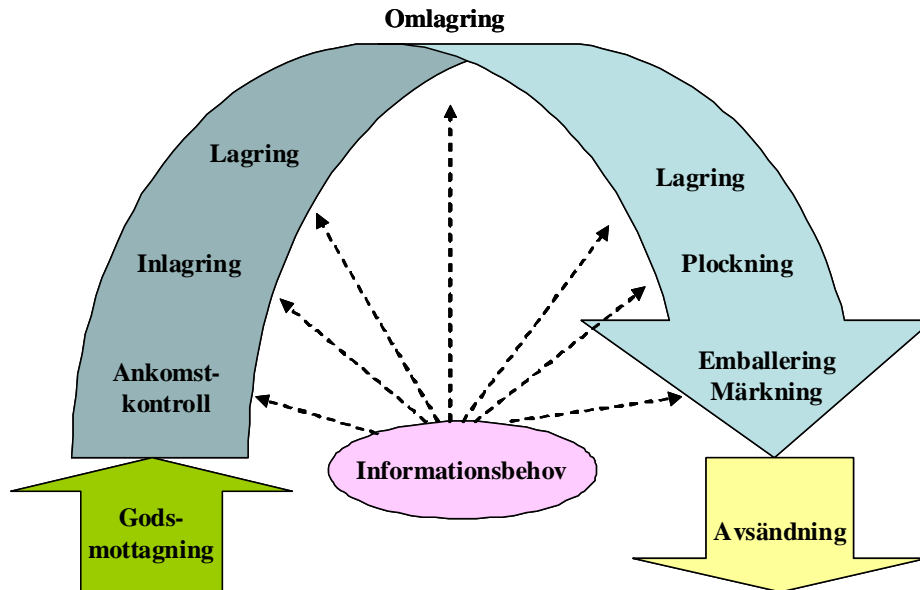 Omlagring
Lagring
Lagring
Inlagring
Plockning
Ankomst-
kontroll
Emballering
Märkning
Informationsbehov
Gods-
mottagning
Avsändning